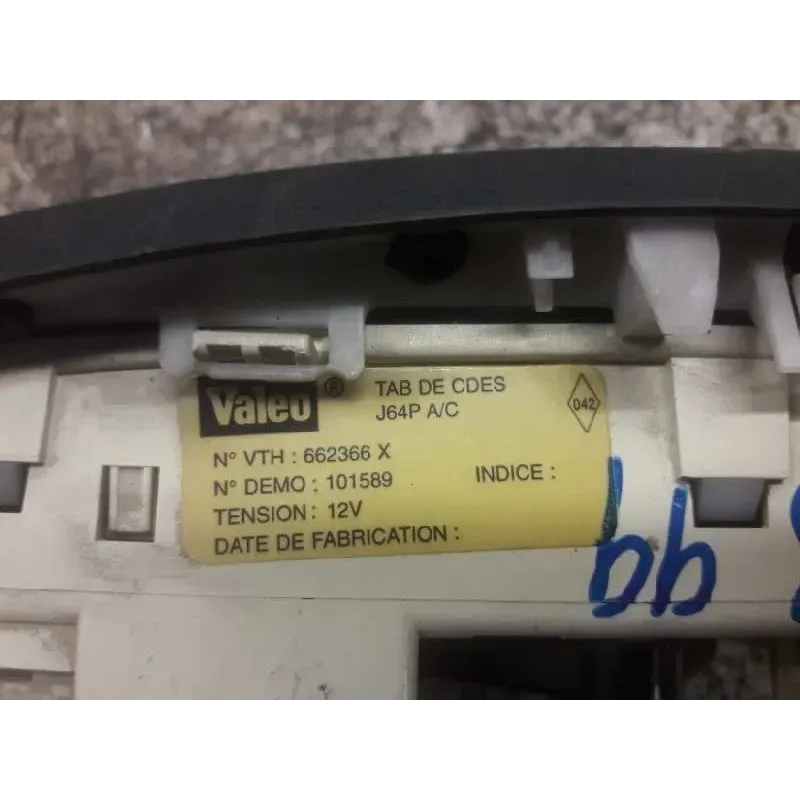 Valeo ® TAB DE CDES
J64P A/C
042
N° VTH : 662366 X
N° DEMO : 101589
INDICE :
TENSION : 12V
DATE DE FABRICATION :